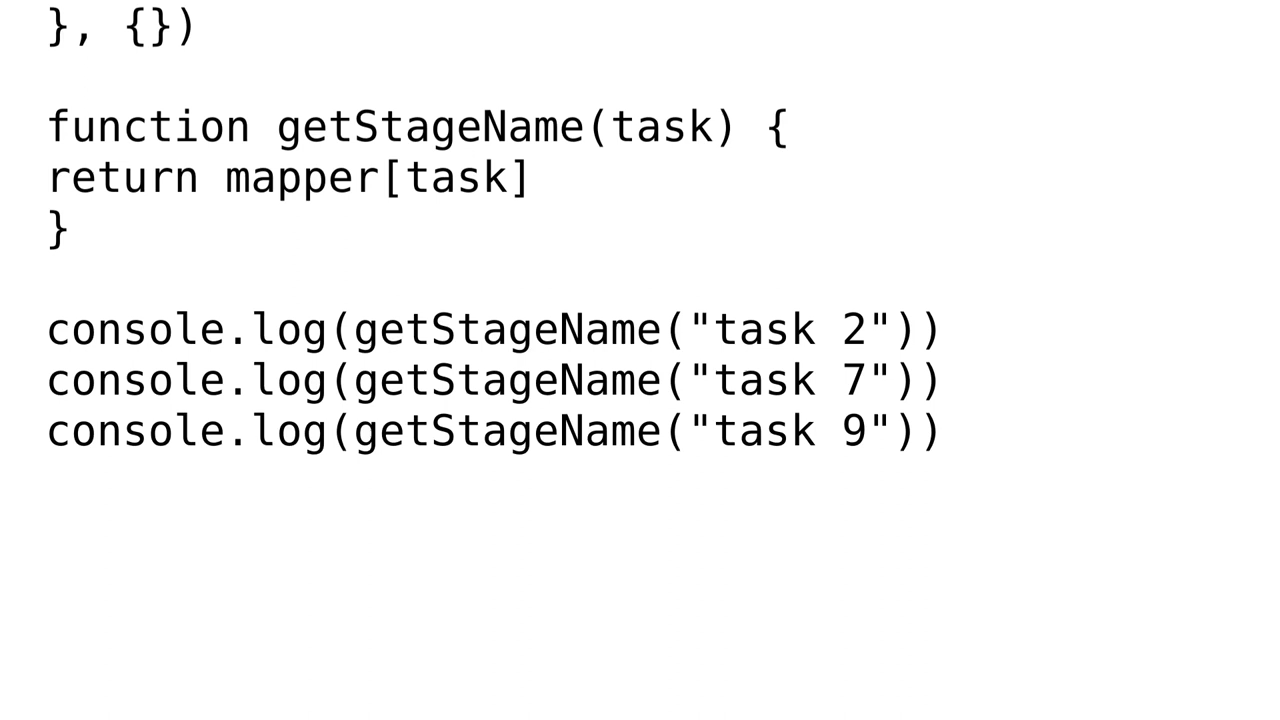 }, {})

function getStageName(task) {
return mapper[task]
}

console.log(getStageName("task 2"))
console.log(getStageName("task 7"))
console.log(getStageName("task 9"))